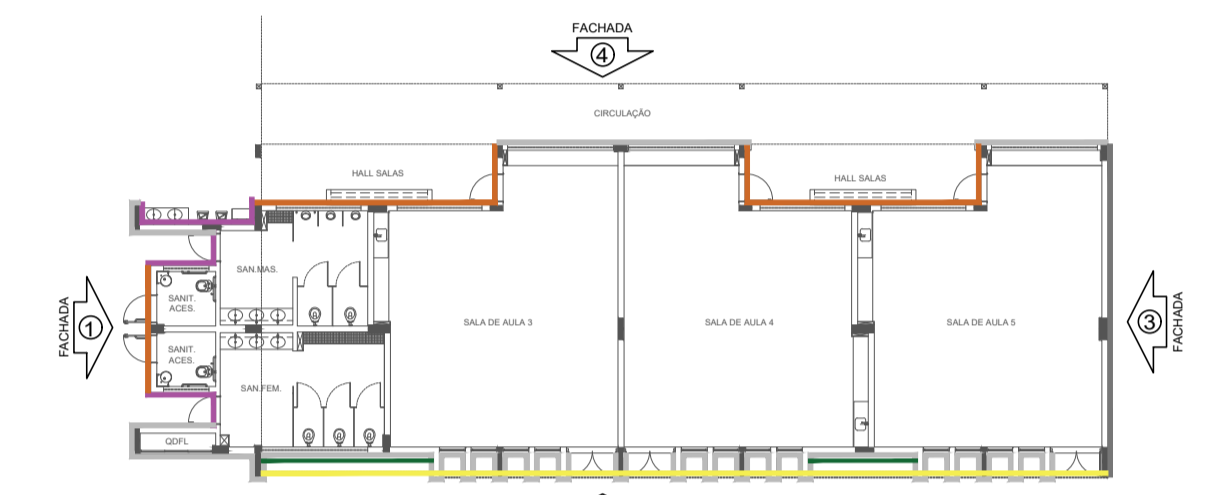 FACHADA
4
CIRCULAÇÃO
HALL SALAS
HALL SALAS
SAN.MAS.
SANIT.
ACES.
FACHADA
1
SALA DE AULA 3
SALA DE AULA 4
SALA DE AULA 5
3
FACHADA
SANIT.
ACES.
SAN.FEM.
QDFL